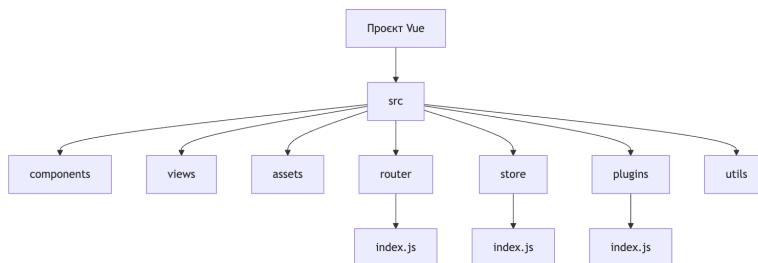 Проєкт Vue
src
components
views
assets
router
store
plugins
utils
index.js
index.js
index.js